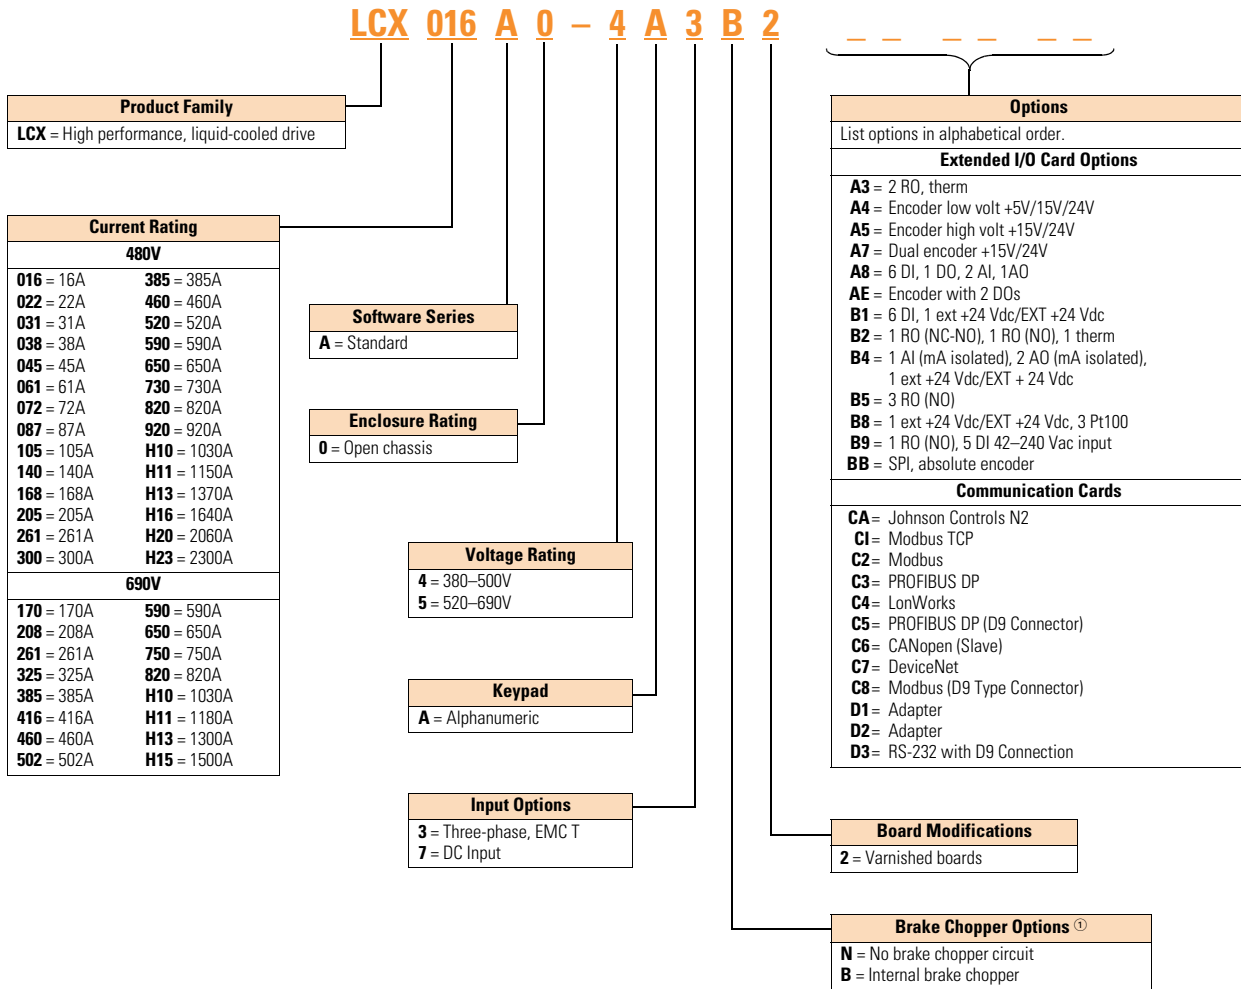 LCX 016 A 0 – 4 A 3 B 2 _ _ _ _ _ _
Product Family
LCX = High performance, liquid-cooled drive
Current Rating
480V
016 = 16A 385 = 385A
022 = 22A 460 = 460A
031 = 31A 520 = 520A
038 = 38A 590 = 590A
045 = 45A 650 = 650A
061 = 61A 730 = 730A
072 = 72A 820 = 820A
087 = 87A 920 = 920A
105 = 105A H10 = 1030A
140 = 140A H11 = 1150A
168 = 168A H13 = 1370A
205 = 205A H16 = 1640A
261 = 261A H20 = 2060A
300 = 300A H23 = 2300A
690V
170 = 170A 590 = 590A
208 = 208A 650 = 650A
261 = 261A 750 = 750A
325 = 325A 820 = 820A
385 = 385A H10 = 1030A
416 = 416A H11 = 1180A
460 = 460A H13 = 1300A
502 = 502A H15 = 1500A
Software Series
A = Standard
Enclosure Rating
0 = Open chassis
Voltage Rating
4 = 380–500V
5 = 520–690V
Keypad
A = Alphanumeric
Input Options
3 = Three-phase, EMC T
7 = DC Input
Options
List options in alphabetical order.
Extended I/O Card Options
A3 = 2 RO, therm
A4 = Encoder low volt +5V/15V/24V
A5 = Encoder high volt +15V/24V
A7 = Dual encoder +15V/24V
A8 = 6 DI, 1 DO, 2 AI, 1AO
AE = Encoder with 2 DOs
B1 = 6 DI, 1 ext +24 Vdc/EXT +24 Vdc
B2 = 1 RO (NC-NO), 1 RO (NO), 1 therm
B4 = 1 AI (mA isolated), 2 AO (mA isolated),
1 ext +24 Vdc/EXT + 24 Vdc
B5 = 3 RO (NO)
B8 = 1 ext +24 Vdc/EXT +24 Vdc, 3 Pt100
B9 = 1 RO (NO), 5 DI 42–240 Vac input
BB = SPI, absolute encoder
Communication Cards
CA = Johnson Controls N2
CI = Modbus TCP
C2 = Modbus
C3 = PROFIBUS DP
C4 = LonWorks
C5 = PROFIBUS DP (D9 Connector)
C6 = CANopen (Slave)
C7 = DeviceNet
C8 = Modbus (D9 Type Connector)
D1 = Adapter
D2 = Adapter
D3 = RS-232 with D9 Connection
Board Modifications
2 = Varnished boards
Brake Chopper Options ①
N = No brake chopper circuit
B = Internal brake chopper